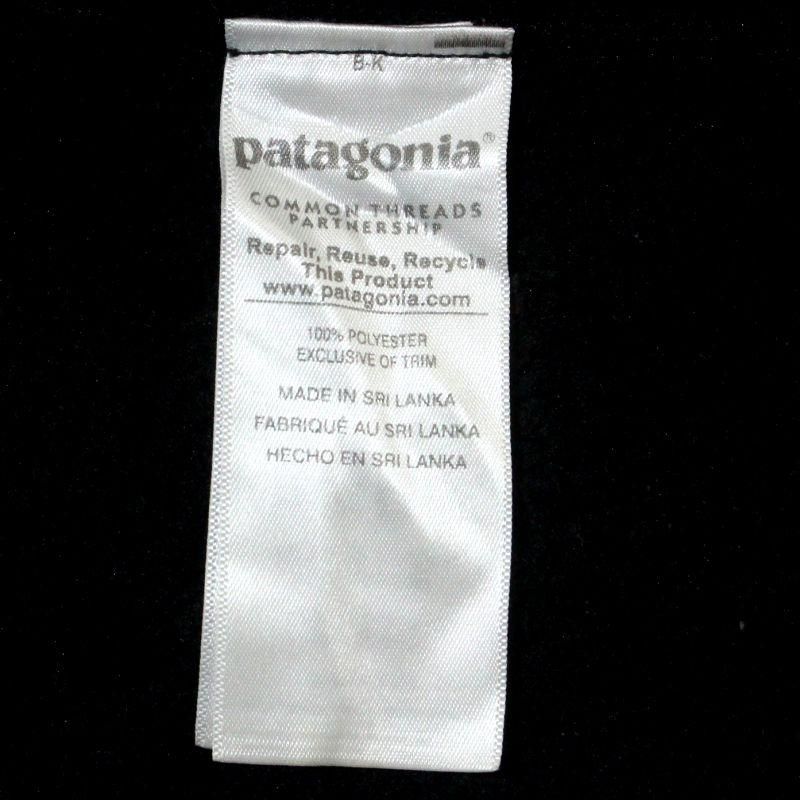 B-K
patagonia®
COMMON THREADS
PARTNERSHIP
Repair, Reuse, Recycle
This Product
www.patagonia.com
100% POLYESTER
EXCLUSIVE OF TRIM
MADE IN SRI LANKA
FABRIQUÉ AU SRI LANKA
HECHO EN SRI LANKA